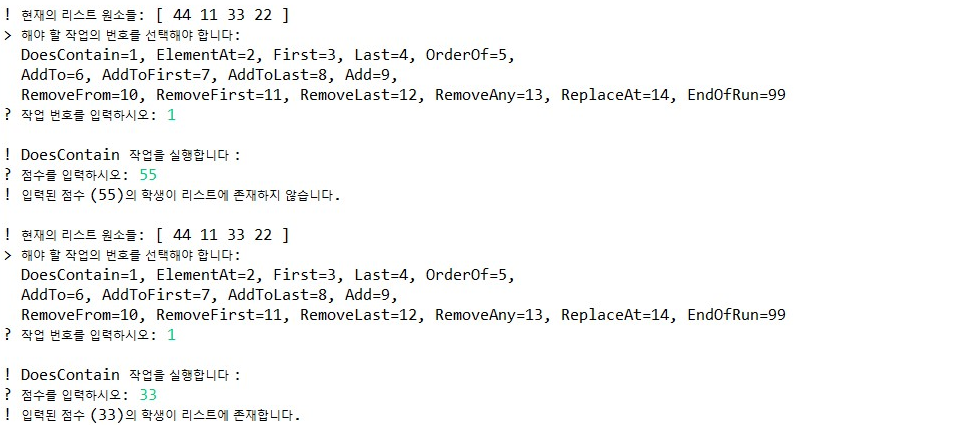 ! 현재의 리스트 원소들: [ 44 11 33 22 ]
> 해야 할 작업의 번호를 선택해야 합니다:
DoesContain=1, ElementAt=2, First=3, Last=4, OrderOf=5,
AddTo=6, AddToFirst=7, AddToLast=8, Add=9,
RemoveFrom=10, RemoveFirst=11, RemoveLast=12, RemoveAny=13, ReplaceAt=14, EndOfRun=99
? 작업 번호를 입력하시오: 1
! DoesContain 작업을 실행합니다 :
? 점수를 입력하시오: 55
! 입력된 점수 (55)의 학생이 리스트에 존재하지 않습니다.
! 현재의 리스트 원소들: [ 44 11 33 22 ]
> 해야 할 작업의 번호를 선택해야 합니다:
DoesContain=1, ElementAt=2, First=3, Last=4, OrderOf=5,
AddTo=6, AddToFirst=7, AddToLast=8, Add=9,
RemoveFrom=10, RemoveFirst=11, RemoveLast=12, RemoveAny=13, ReplaceAt=14, EndOfRun=99
? 작업 번호를 입력하시오: 1
! DoesContain 작업을 실행합니다 :
? 점수를 입력하시오: 33
! 입력된 점수 (33)의 학생이 리스트에 존재합니다.